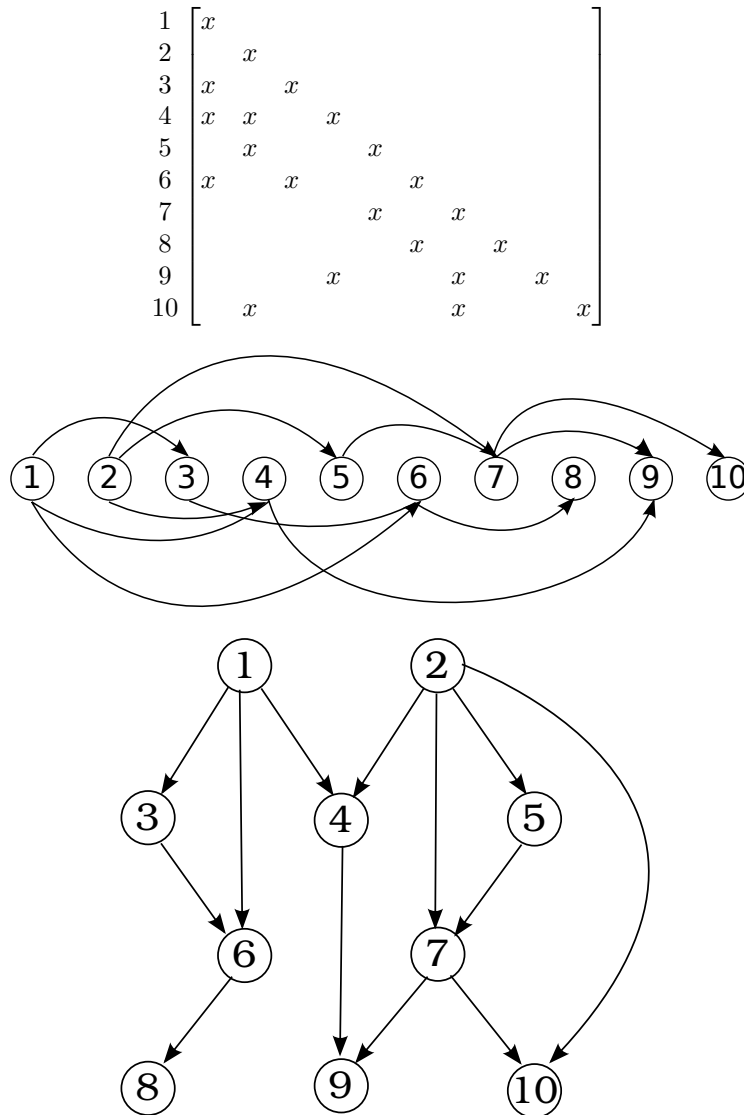 1 x
2 x
3 x x
4 x x x
5 x x
6 x x x
7 x x
8 x x
9 x x x
10 x x x
1 2 3 4 5 6 7 8 9 10
1 2
3 4 5
6 7
8 9 10